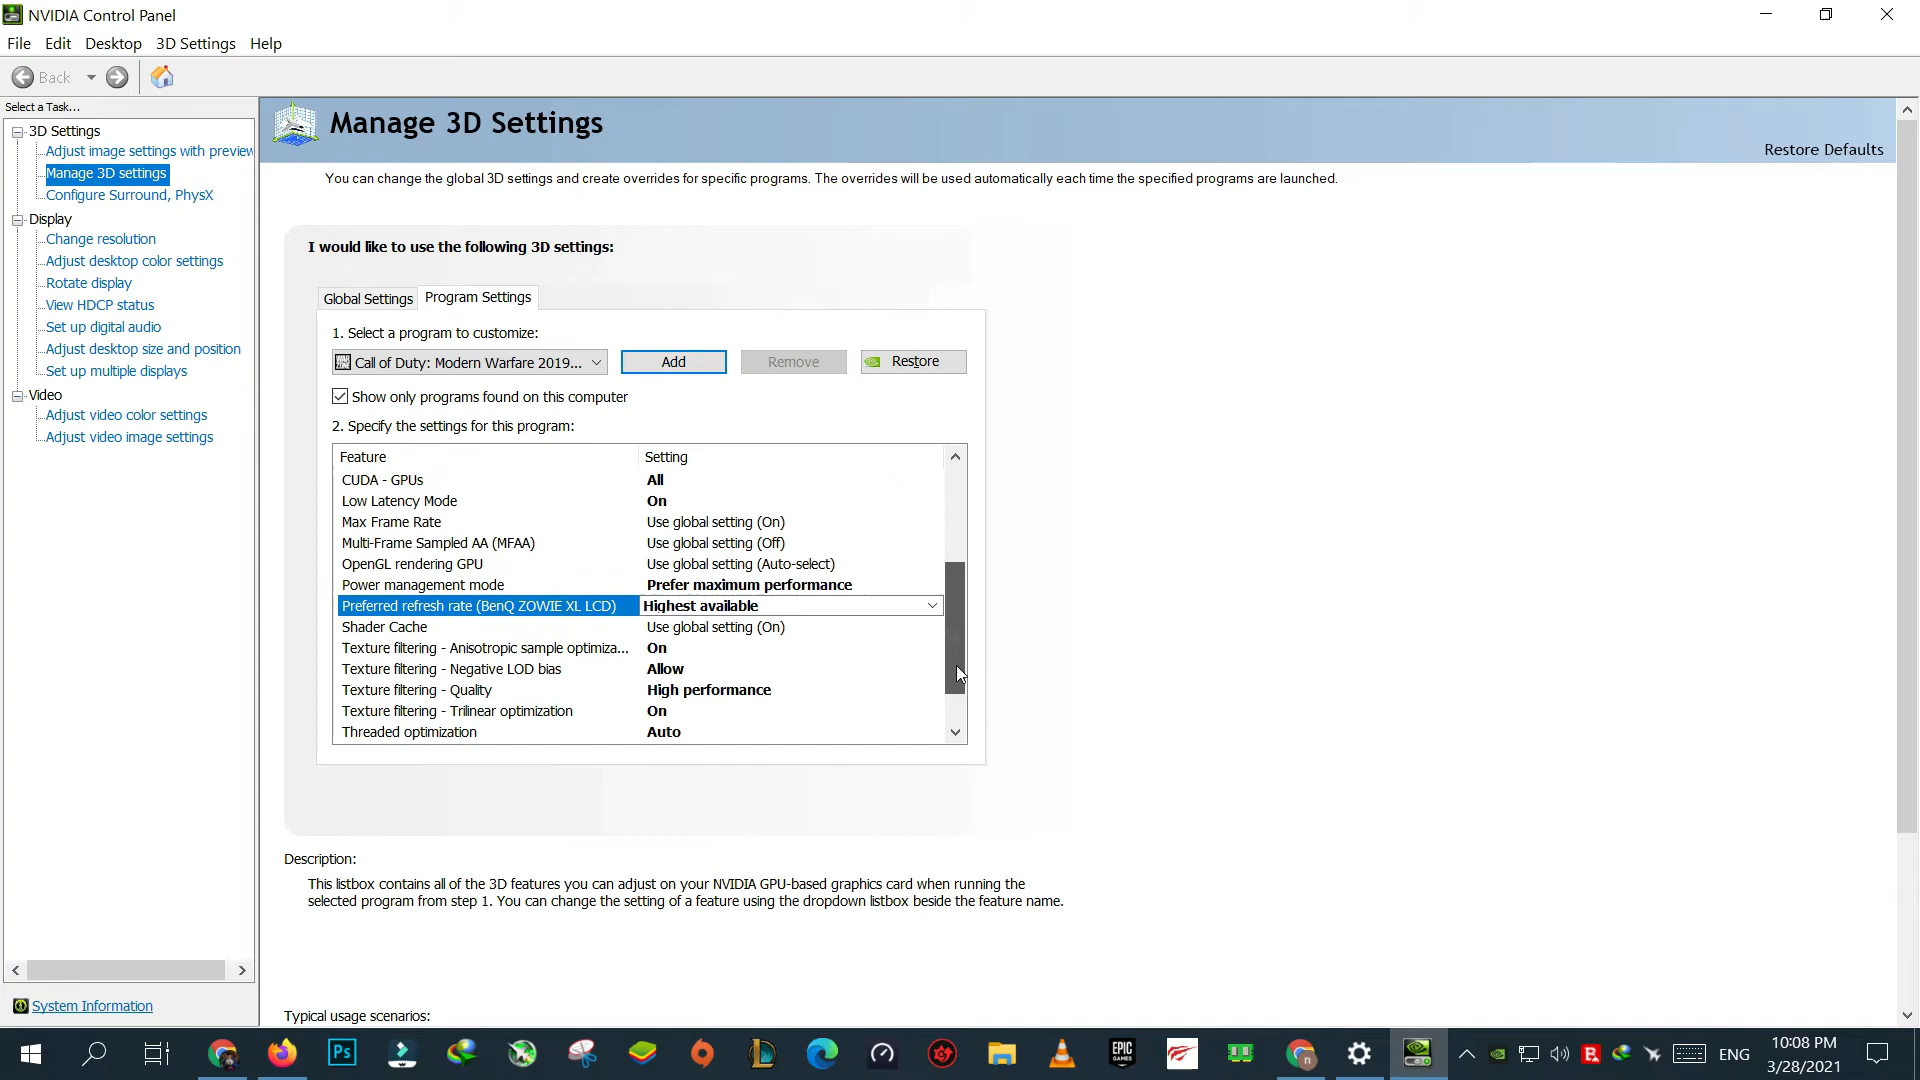 NVIDIA Control Panel
File Edit Desktop 3D Settings Help
Back
Select a Task...
3D Settings
Adjust image settings with preview
Manage 3D settings
Configure Surround, PhysX
Display
Change resolution
Adjust desktop color settings
Rotate display
View HDCP status
Set up digital audio
Adjust desktop size and position
Set up multiple displays
Video
Adjust video color settings
Adjust video image settings
System Information
Manage 3D Settings
Restore Defaults
You can change the global 3D settings and create overrides for specific programs. The overrides will be used automatically each time the specified programs are launched.
I would like to use the following 3D settings:
Global Settings Program Settings
1. Select a program to customize:
Call of Duty: Modern Warfare 2019... Add Remove Restore
Show only programs found on this computer
2. Specify the settings for this program:
Feature Setting
CUDA - GPUs All
Low Latency Mode On
Max Frame Rate Use global setting (On)
Multi-Frame Sampled AA (MFAA) Use global setting (Off)
OpenGL rendering GPU Use global setting (Auto-select)
Power management mode Prefer maximum performance
Preferred refresh rate (BenQ ZOWIE XL LCD) Highest available
Shader Cache Use global setting (On)
Texture filtering - Anisotropic sample optimiza... On
Texture filtering - Negative LOD bias Allow
Texture filtering - Quality High performance
Texture filtering - Trilinear optimization On
Threaded optimization Auto
Description:
This listbox contains all of the 3D features you can adjust on your NVIDIA GPU-based graphics card when running the
selected program from step 1. You can change the setting of a feature using the dropdown listbox beside the feature name.
Typical usage scenarios:
Ps
EPIC
GAMES
ENG
10:08 PM
3/28/2021